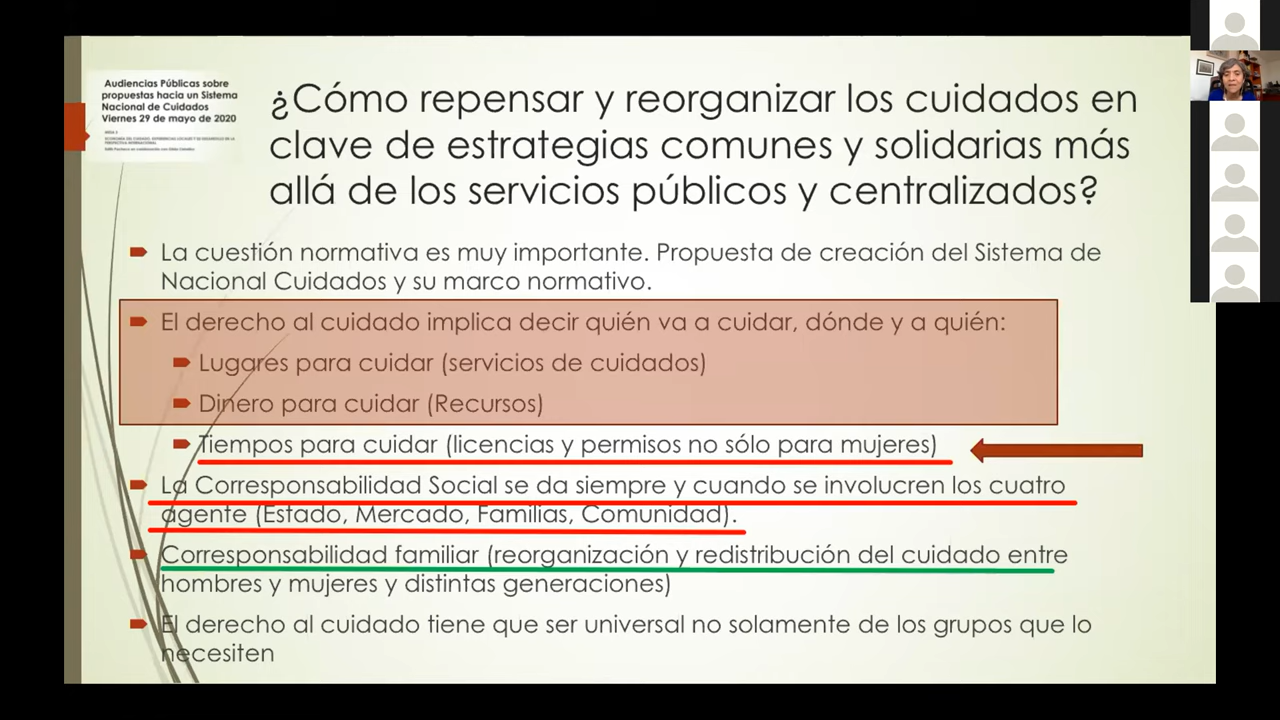 Audiencias Públicas sobre
propuestas hacia un Sistema
Nacional de Cuidados
Viernes 29 de mayo de 2020
¿Cómo repensar y reorganizar los cuidados en
clave de estrategias comunes y solidarias más
allá de los servicios públicos y centralizados?
La cuestión normativa es muy importante. Propuesta de creación del Sistema de
Nacional Cuidados y su marco normativo.
El derecho al cuidado implica decir quién va a cuidar, dónde y a quién:
Lugares para cuidar (servicios de cuidados)
Dinero para cuidar (Recursos)
Tiempos para cuidar (licencias y permisos no sólo para mujeres)
La Corresponsabilidad Social se da siempre y cuando se involucren los cuatro
agente (Estado, Mercado, Familias, Comunidad).
Corresponsabilidad familiar (reorganización y redistribución del cuidado entre
hombres y mujeres y distintas generaciones)
El derecho al cuidado tiene que ser universal no solamente de los grupos que lo
necesiten